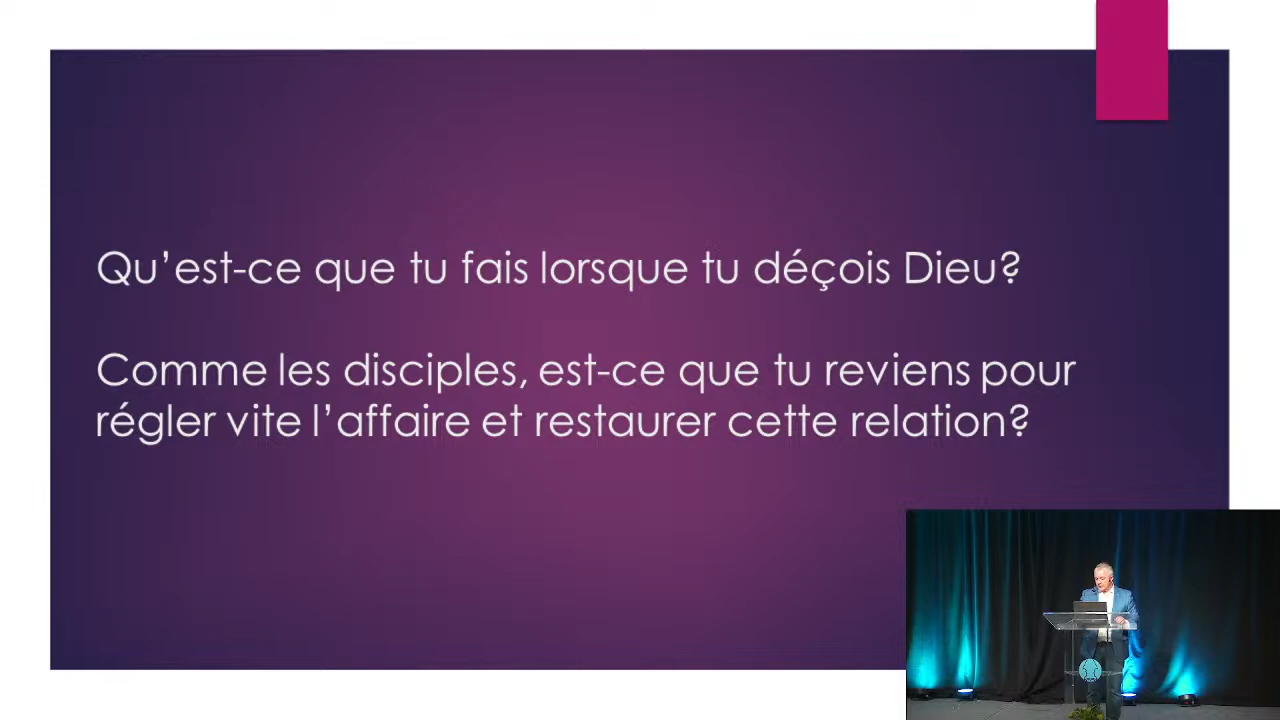 Qu’est-ce que tu fais lorsque tu déçois Dieu?
Comme les disciples, est-ce que tu reviens pour
régler vite l’affaire et restaurer cette relation?